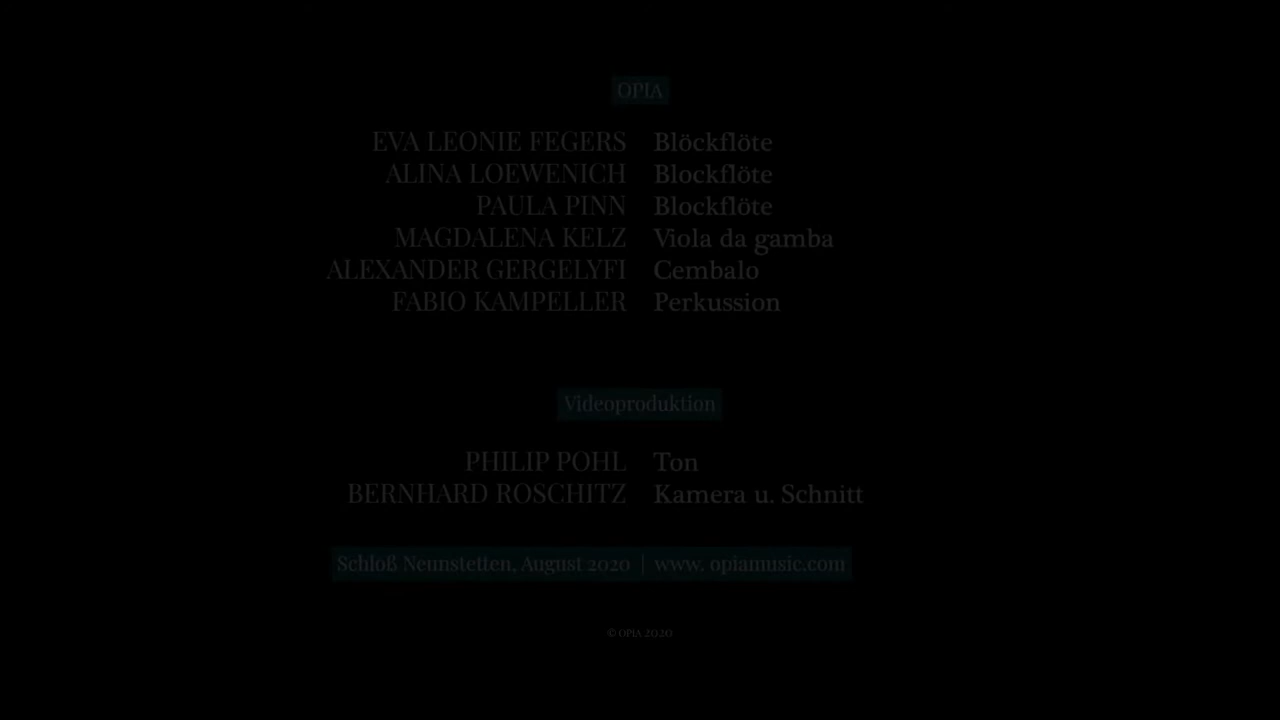 OPIA
EVA LEONIE FEGERS Blöckflöte
ALINA LOEWENICH Blockflöte
PAULA PINN Blockflöte
MAGDALENA KELZ Viola da gamba
ALEXANDER GERGELYFI Cembalo
FABIO KAMPELLER Perkussion
Videoproduktion
PHILIP POHL Ton
BERNHARD ROSCHITZ Kamera u. Schnitt
Schloß Neunstetten, August 2020 | www. opiamusic.com
© OPIA 2020